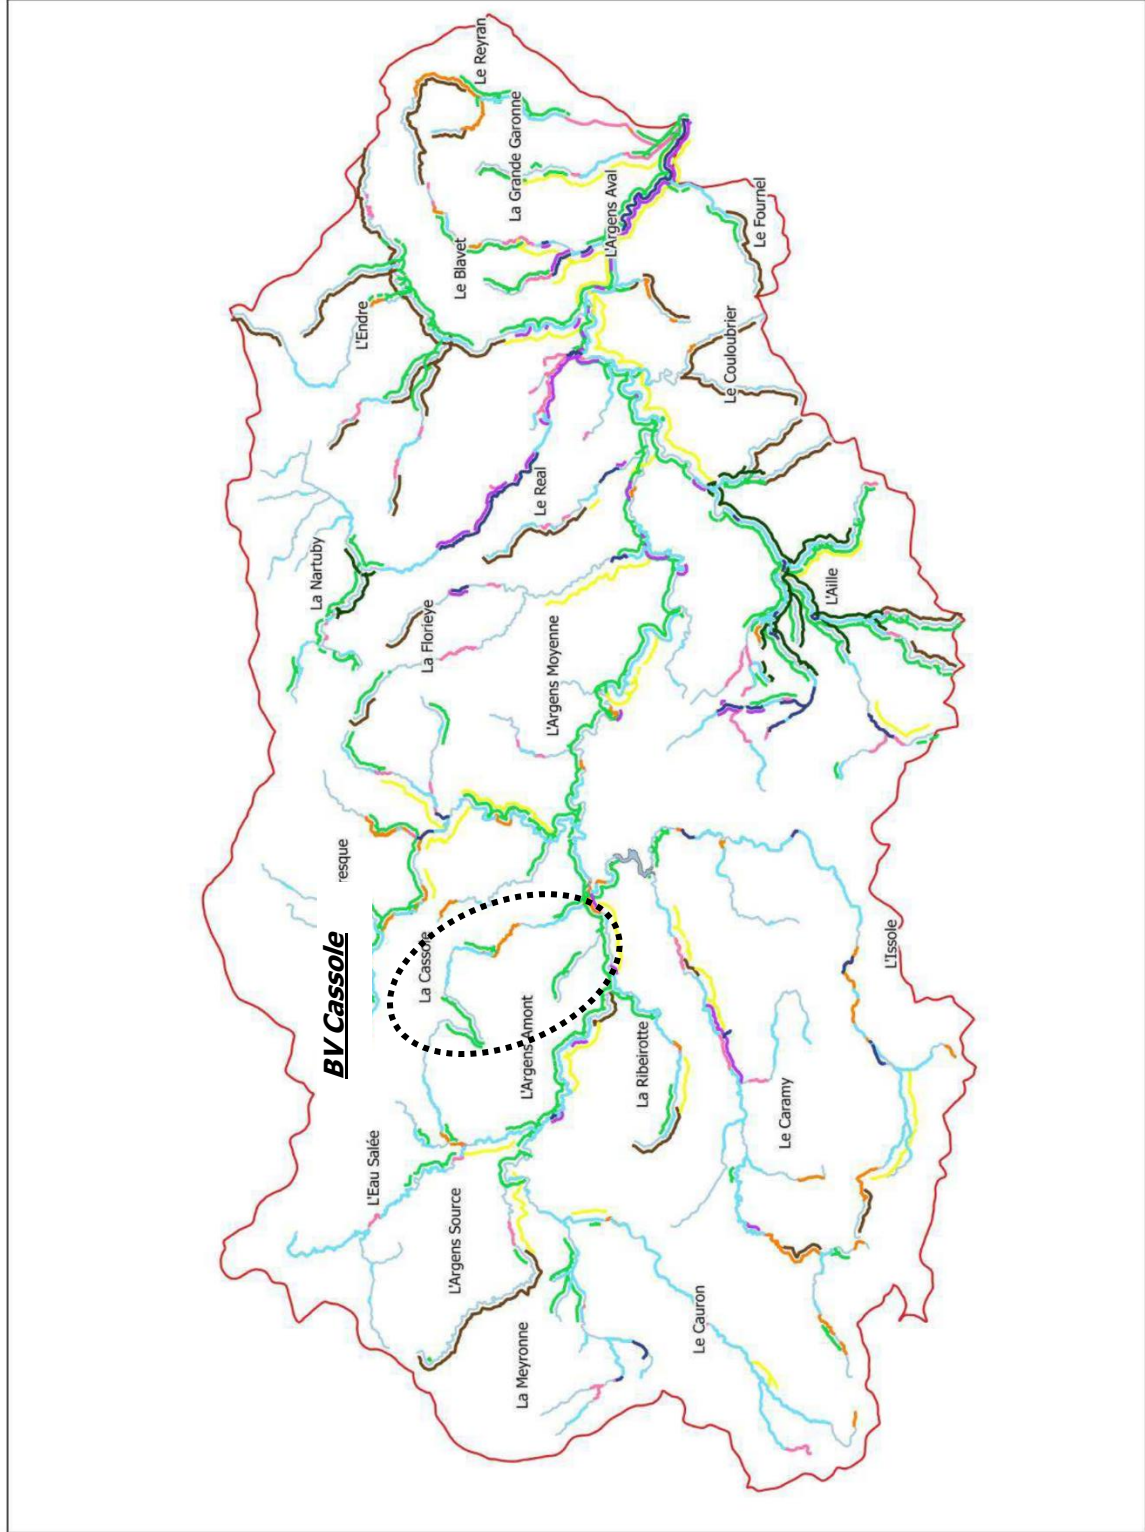 Le Reyran
La Grande Garonne
L'Argens Aval
Le Fournel
Le Blavet
L'Endre
Le Couloubrier
Le Real
La Nartuby
L'Aille
La Florieye
L'Argens Moyenne
resque
BV Cassole
La Cassole
L'Issole
L'Argens Amont
La Ribeirotte
Le Caramy
L'Eau Salée
L'Argens Source
Le Cauron
La Meyronne